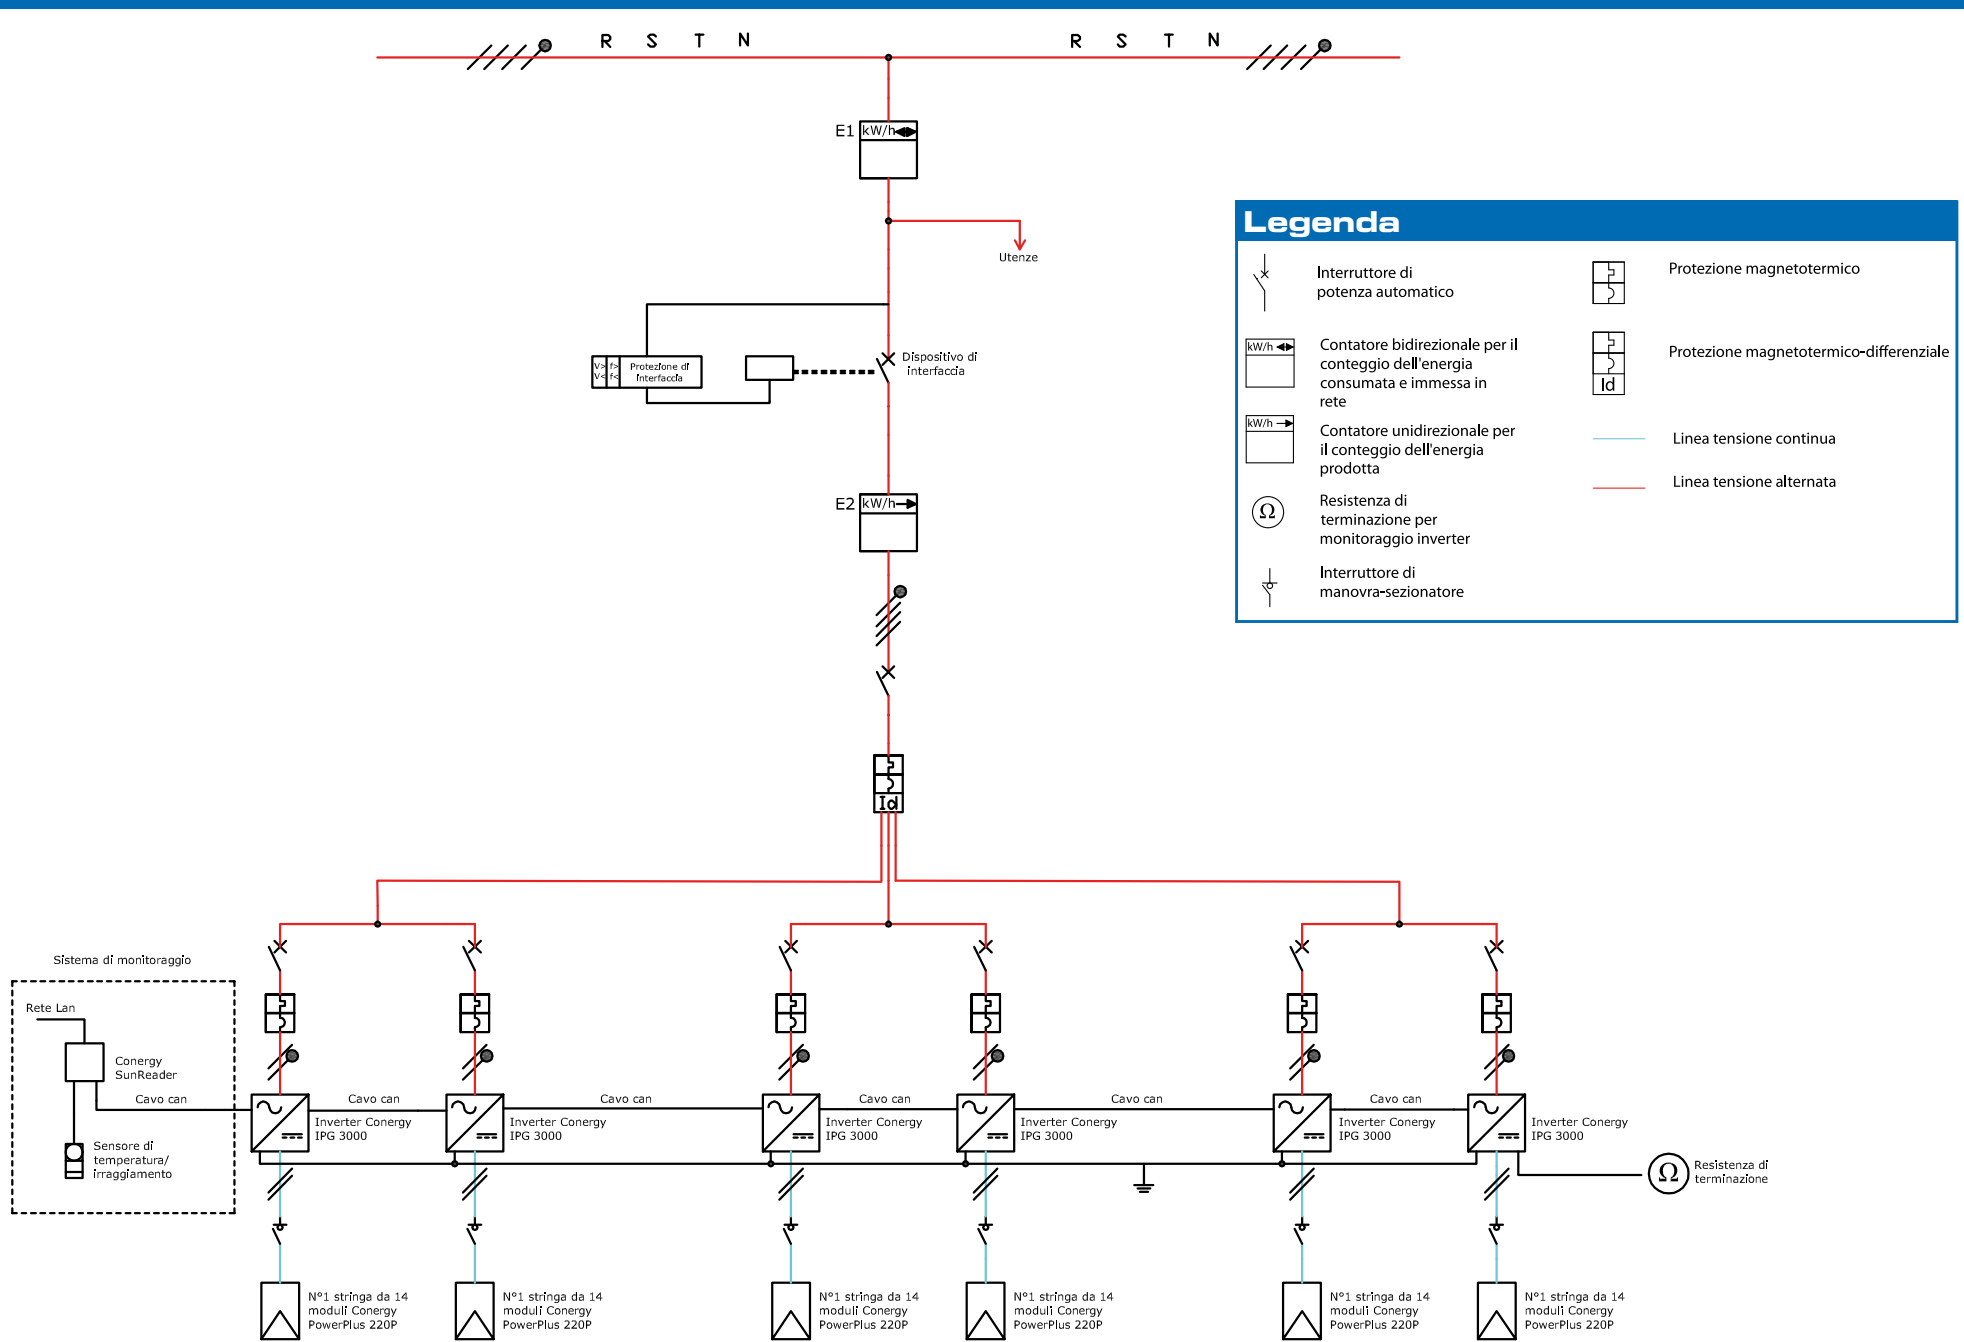 R S T N
R S T N
E1
kW/h
Utenze
V> f>
V< f<
Protezione di
interfaccia
Dispositivo di
interfaccia
E2
kW/h
Id
Legenda
Interruttore di
potenza automatico
kW/h
Contatore bidirezionale per il
conteggio dell'energia
consumata e immessa in
rete
kW/h
Contatore unidirezionale per
il conteggio dell'energia
prodotta
Ω
Resistenza di
terminazione per
monitoraggio inverter
Interruttore di
manovra-sezionatore
Protezione magnetotermico
Protezione magnetotermico-differenziale
Id
Linea tensione continua
Linea tensione alternata
Sistema di monitoraggio
Rete Lan
Conergy
SunReader
Cavo can
Sensore di
temperatura/
irraggiamento
Cavo can
Cavo can
Cavo can
Cavo can
Cavo can
Inverter Conergy
IPG 3000
Inverter Conergy
IPG 3000
Inverter Conergy
IPG 3000
Inverter Conergy
IPG 3000
Inverter Conergy
IPG 3000
Inverter Conergy
IPG 3000
Ω
Resistenza di
terminazione
N°1 stringa da 14
moduli Conergy
PowerPlus 220P
N°1 stringa da 14
moduli Conergy
PowerPlus 220P
N°1 stringa da 14
moduli Conergy
PowerPlus 220P
N°1 stringa da 14
moduli Conergy
PowerPlus 220P
N°1 stringa da 14
moduli Conergy
PowerPlus 220P
N°1 stringa da 14
moduli Conergy
PowerPlus 220P